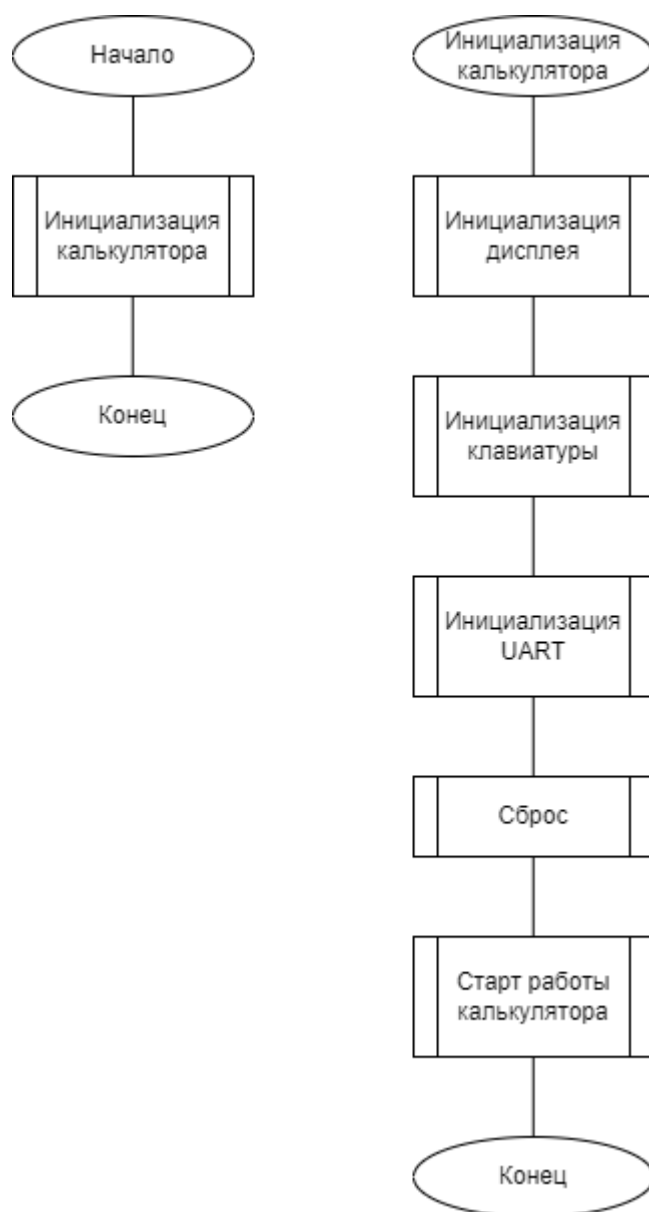 Начало
Инициализация
калькулятора
Конец
Инициализация
калькулятора
Инициализация
дисплея
Инициализация
клавиатуры
Инициализация
UART
Сброс
Старт работы
калькулятора
Конец